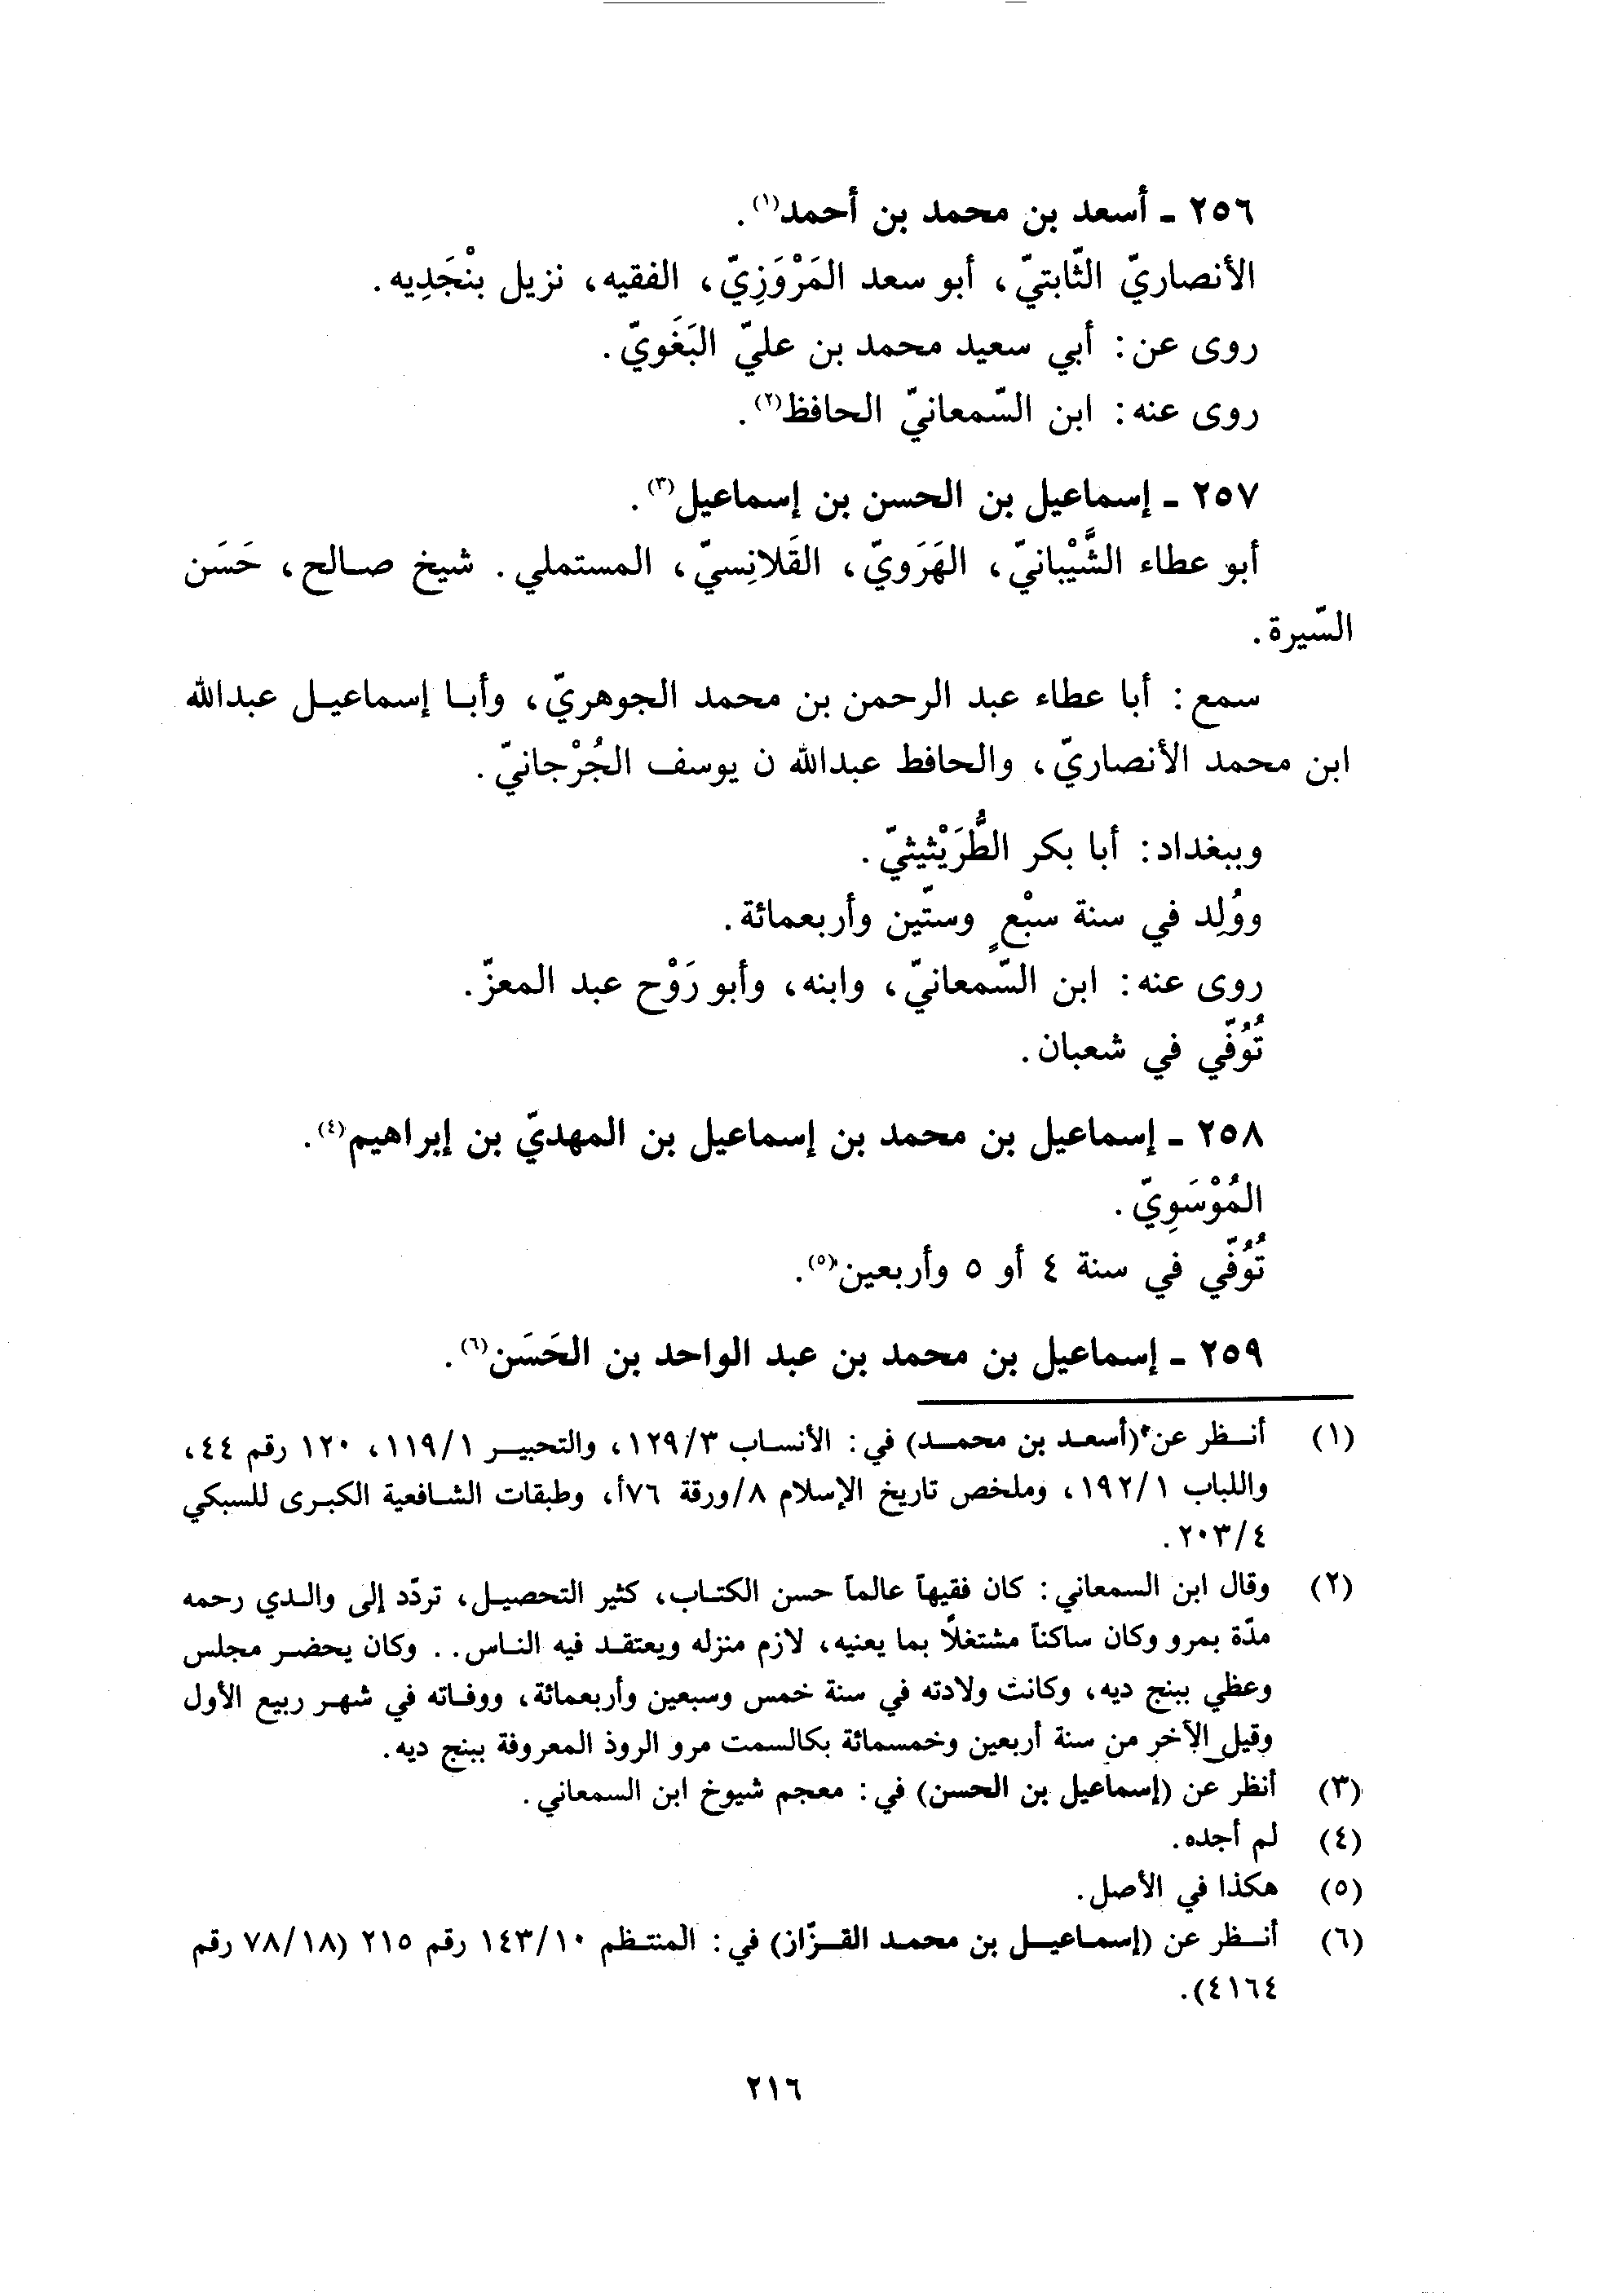 ٢٥٦ ـ أسعد بن محمد بن أحمد(١).
الأنصاريّ الثّابتيّ، أبو سعد المَرْوَزِيّ، الفقيه، نزيل بنْجَدِيه.
روى عن: أبي سعيد محمد بن عليّ البَغَويّ.
روى عنه: ابن السّمعانيّ الحافظ(٢).
٢٥٧ ـ إسماعيل بن الحسن بن إسماعيل(٣).
أبو عطاء الشَّيْبانيّ، الهَرَويّ، القَلانِسيّ، المستملي. شيخ صالح، حَسَن
السّيرة.
سمع: أبا عطاء عبد الرحمن بن محمد الجوهريّ، وأبا إسماعيل عبدالله
ابن محمد الأنصاريّ، والحافط عبدالله ن يوسف الجُرْجانيّ.
وببغداد: أبا بكر الطُّرَيْثيثيّ.
ووُلِد في سنة سبْعٍ وستّين وأربعمائة.
روى عنه: ابن السّمعانيّ، وابنه، وأبو رَوْح عبد المعزّ.
تُوُفّي في شعبان.
٢٥٨ ـ إسماعيل بن محمد بن إسماعيل بن المهديّ بن إبراهيم(٤).
المُوْسَوِيّ.
تُوُفّي في سنة ٤ أو ٥ وأربعين(٥).
٢٥٩ ـ إسماعيل بن محمد بن عبد الواحد بن الحَسَن(٦).
(١) أنظر عن (أسعد بن محمد) في: الأنساب ١٢٩/٣، والتحبير ١١٩/١، ١٢٠ رقم ٤٤،
واللباب ١٩٢/١، وملخص تاريخ الإسلام ٨/ورقة ٧٦أ، وطبقات الشافعية الكبرى للسبكي
٢٠٣/٤.
(٢) وقال ابن السمعاني: كان فقيهاً عالماً حسن الكتاب، كثير التحصيل، تردّد إلى والدي رحمه
مدّة بمرو وكان ساكناً مشتغلاً بما يعنيه، لازم منزله ويعتقد فيه الناس.. وكان يحضر مجلس
وعظي ببنج ديه، وكانت ولادته في سنة خمس وسبعين وأربعمائة، ووفاته في شهر ربيع الأول
وقيل الآخر من سنة أربعين وخمسمائة بكالسمت مرو الروذ المعروفة ببنج ديه.
(٣) أنظر عن (إسماعيل بن الحسن) في: معجم شيوخ ابن السمعاني.
(٤) لم أجده.
(٥) هكذا في الأصل.
(٦) أنظر عن (إسماعيل بن محمد القزّاز) في: المنتظم ١٤٣/١٠ رقم ٢١٥ (٧٨/١٨ رقم
٤١٦٤).
٢١٦